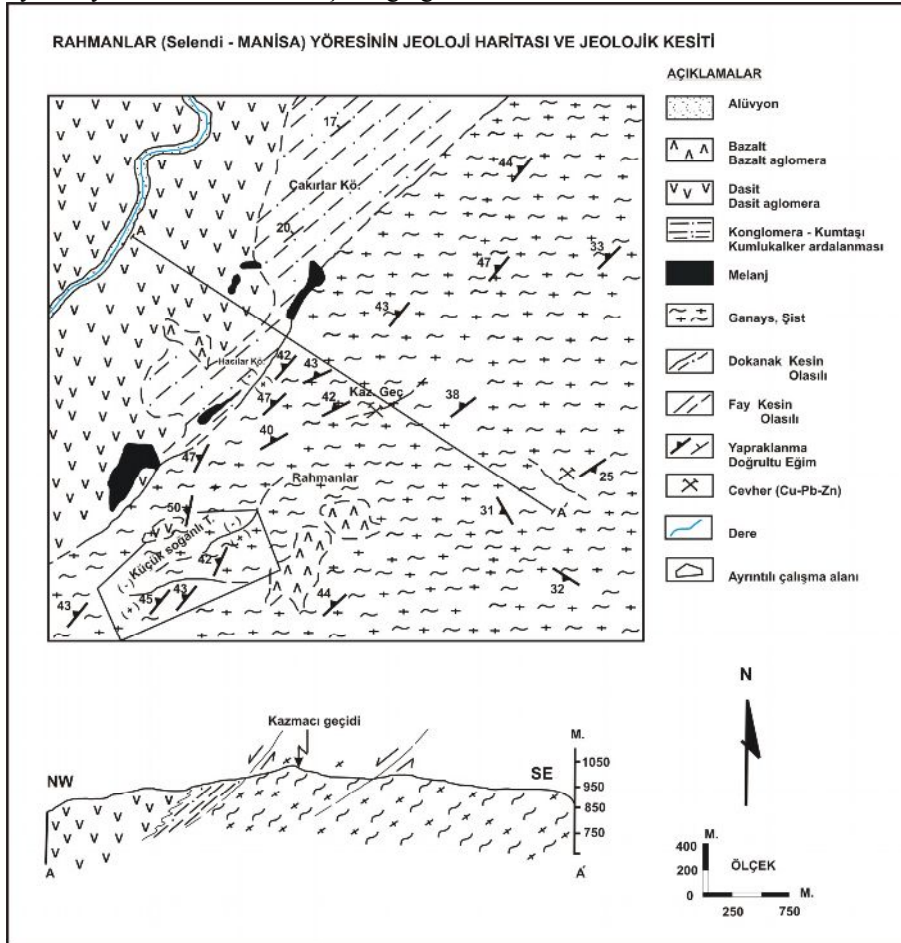 RAHMANLAR (Selendi - MANİSA) YÖRESİNİN JEOLOJİ HARİTASI VE JEOLOJİK KESİTİ
AÇIKLAMALAR
Alüvyon
Bazalt
Bazalt aglomera
Dasit
Dasit aglomera
Konglomera - Kumtaşı
Kumlukalker ardalanması
Melanj
Ganays, Şist
Dokanak Kesin
Olasılı
Fay Kesin
Olasılı
Yapraklanma
Doğrultu Eğim
Cevher (Cu-Pb-Zn)
Dere
Ayrıntılı çalışma alanı
17
44
Çakırlar Kö.
20
A
33
47
43
Hacılar Kö.
42
43
Kaz. Geç
47
42
38
40
47
Rahmanlar
25
50
31
A'
Küçük soğanlı T.
(-)
(+)
42
(-)
(+)
45
43
43
44
32
Kazmacı geçidi
NW
SE
M.
1050
950
850
750
A
A'
N
M.
400
200
0
ÖLÇEK
M.
250
750